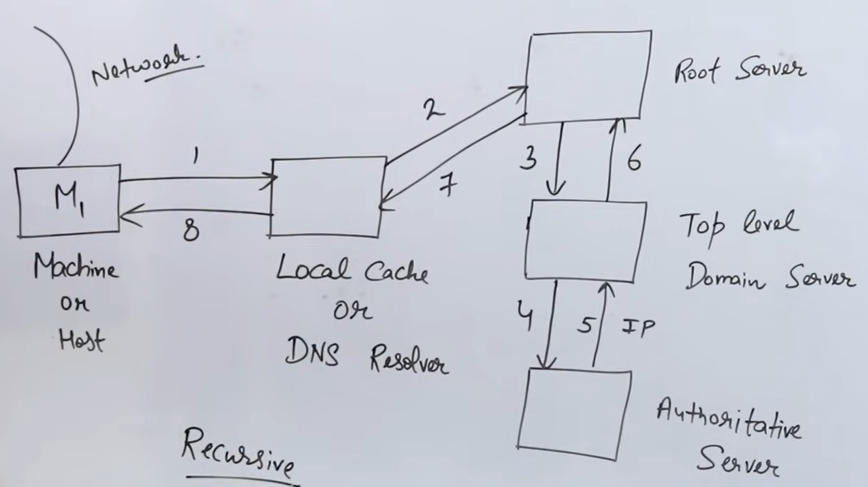 Network.
Root Server
2
1
3
6
7
M1
8
Top level
Domain Server
Machine
or
Host
Local Cache
or
DNS Resolver
4
5
IP
Authoritative
Server
Recursive